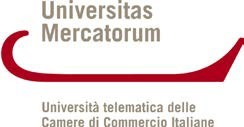 Universitas
Mercatorum
Università telematica delle
Camere di Commercio Italiane